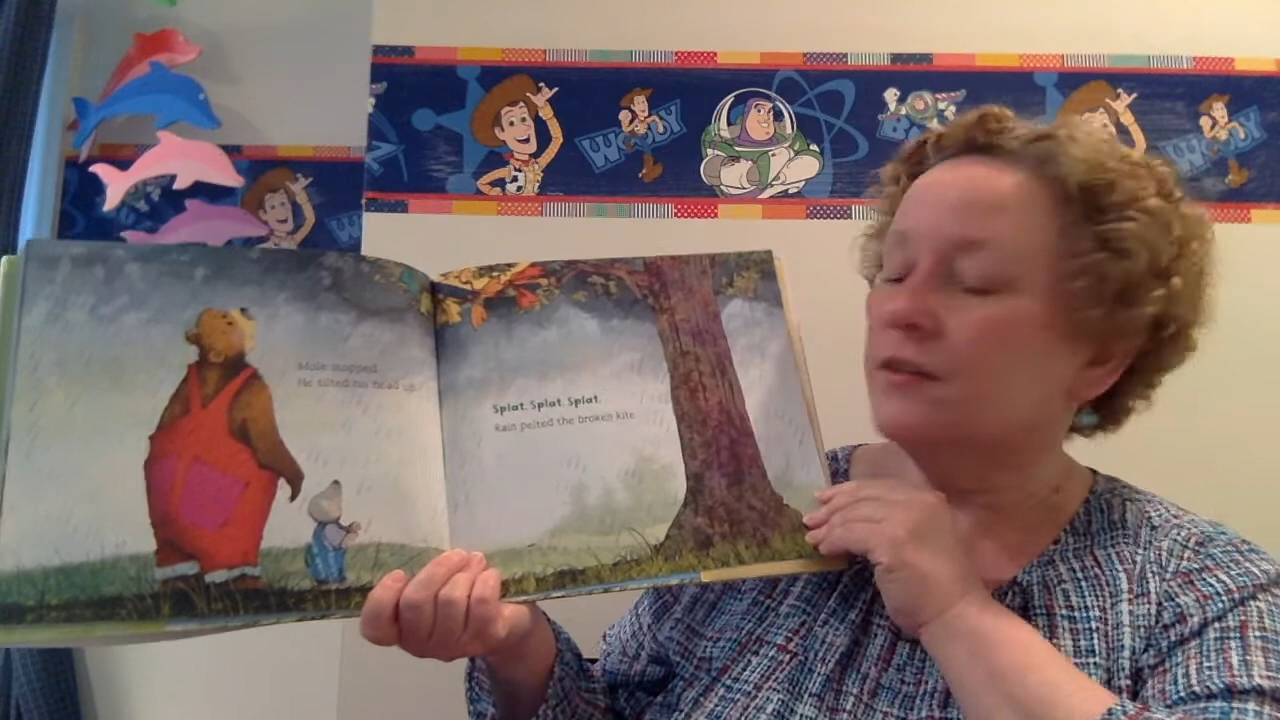 WOODY
WOODY
Mole stopped.
He tilted his head up.
Splat. Splat. Splat.
Rain pelted the broken kite.